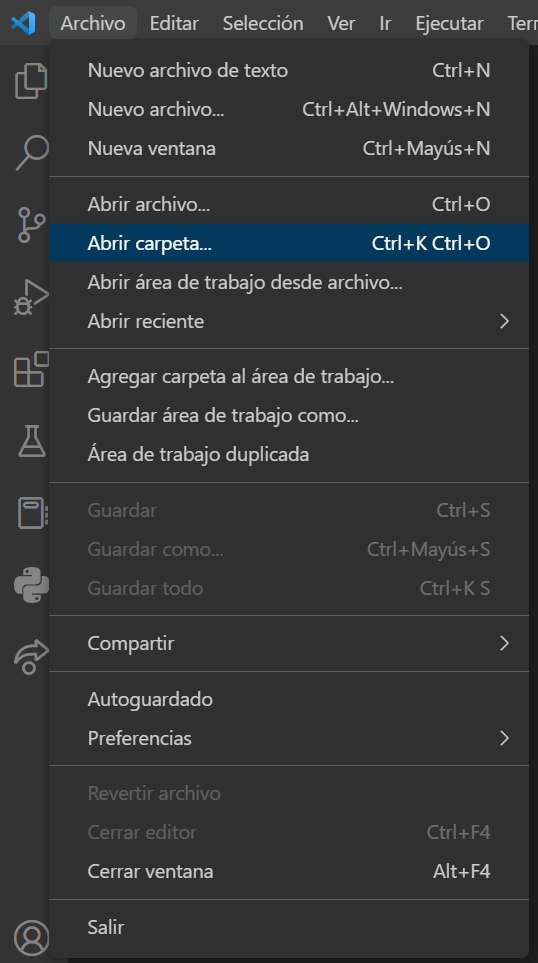 Archivo Editar Selección Ver Ir Ejecutar Ter
Nuevo archivo de texto Ctrl+N
Nuevo archivo... Ctrl+Alt+Windows+N
Nueva ventana Ctrl+Mayús+N
Abrir archivo... Ctrl+O
Abrir carpeta... Ctrl+K Ctrl+O
Abrir área de trabajo desde archivo...
Abrir reciente
Agregar carpeta al área de trabajo...
Guardar área de trabajo como...
Área de trabajo duplicada
Guardar Ctrl+S
Guardar como... Ctrl+Mayús+S
Guardar todo Ctrl+K S
Compartir
Autoguardado
Preferencias
Revertir archivo
Cerrar editor Ctrl+F4
Cerrar ventana Alt+F4
Salir